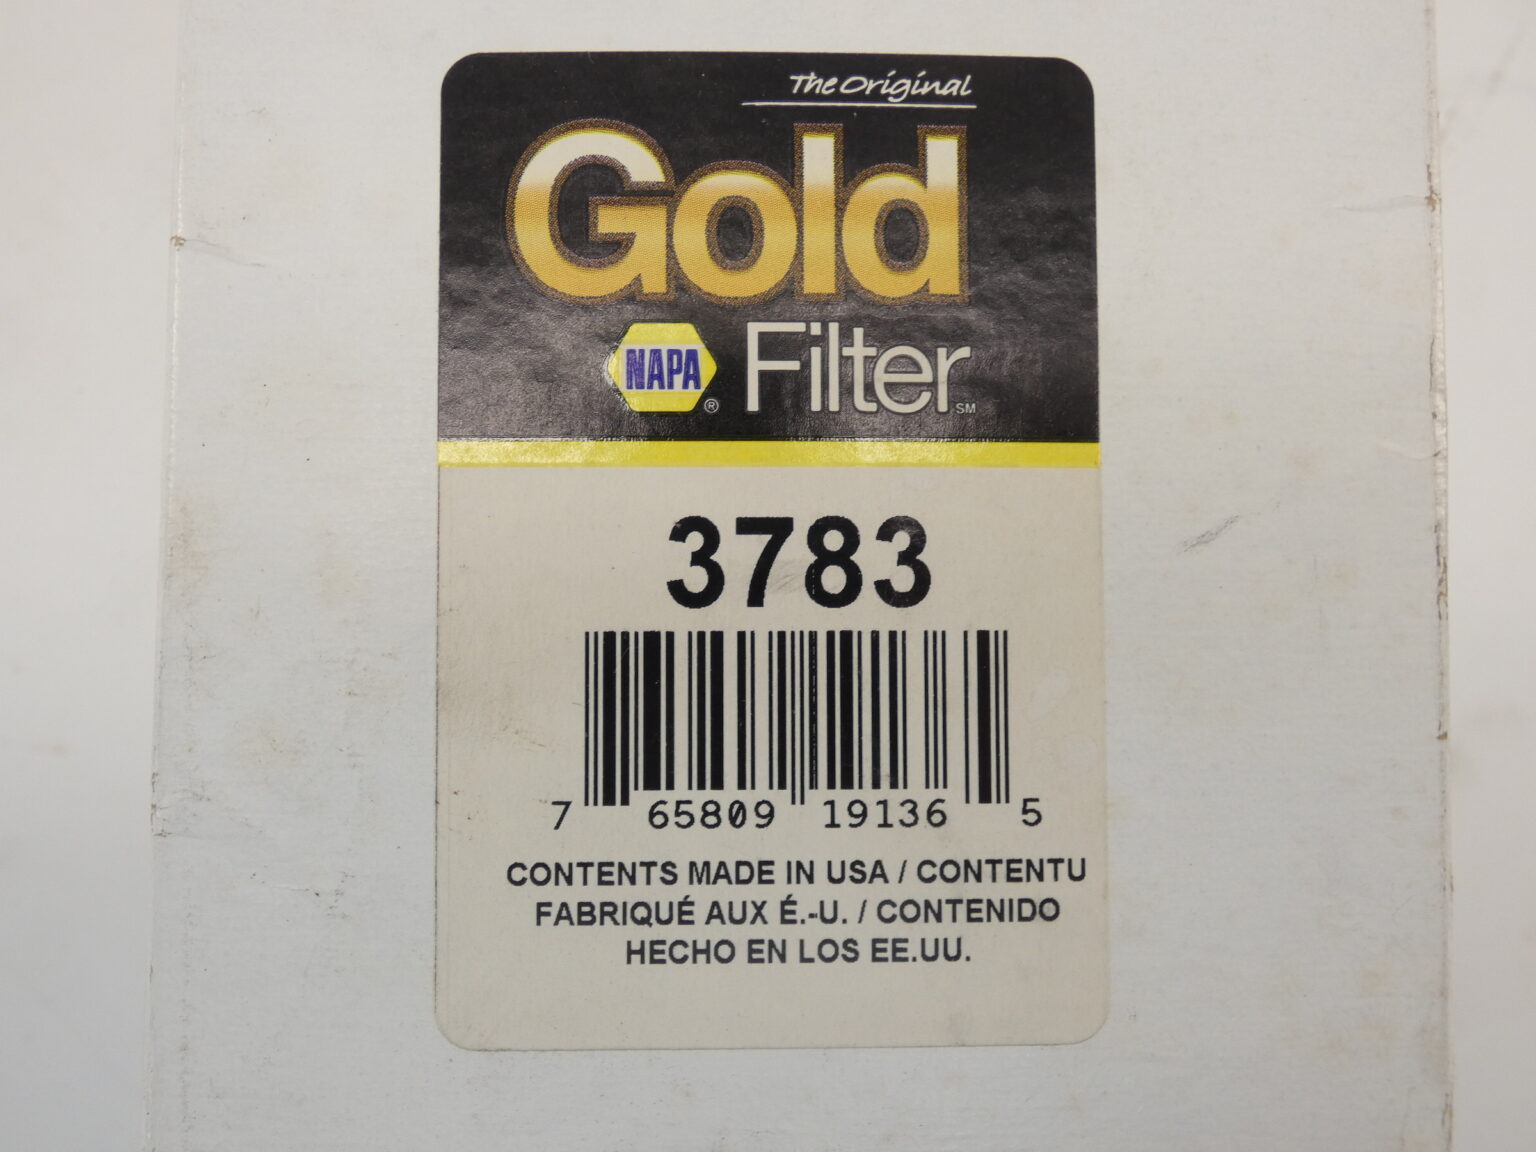 The Original
Gold
NAPA® Filter SM
3783
7 65809 19136 5
CONTENTS MADE IN USA / CONTENTU
FABRIQUÉ AUX É.-U. / CONTENIDO
HECHO EN LOS EE.UU.